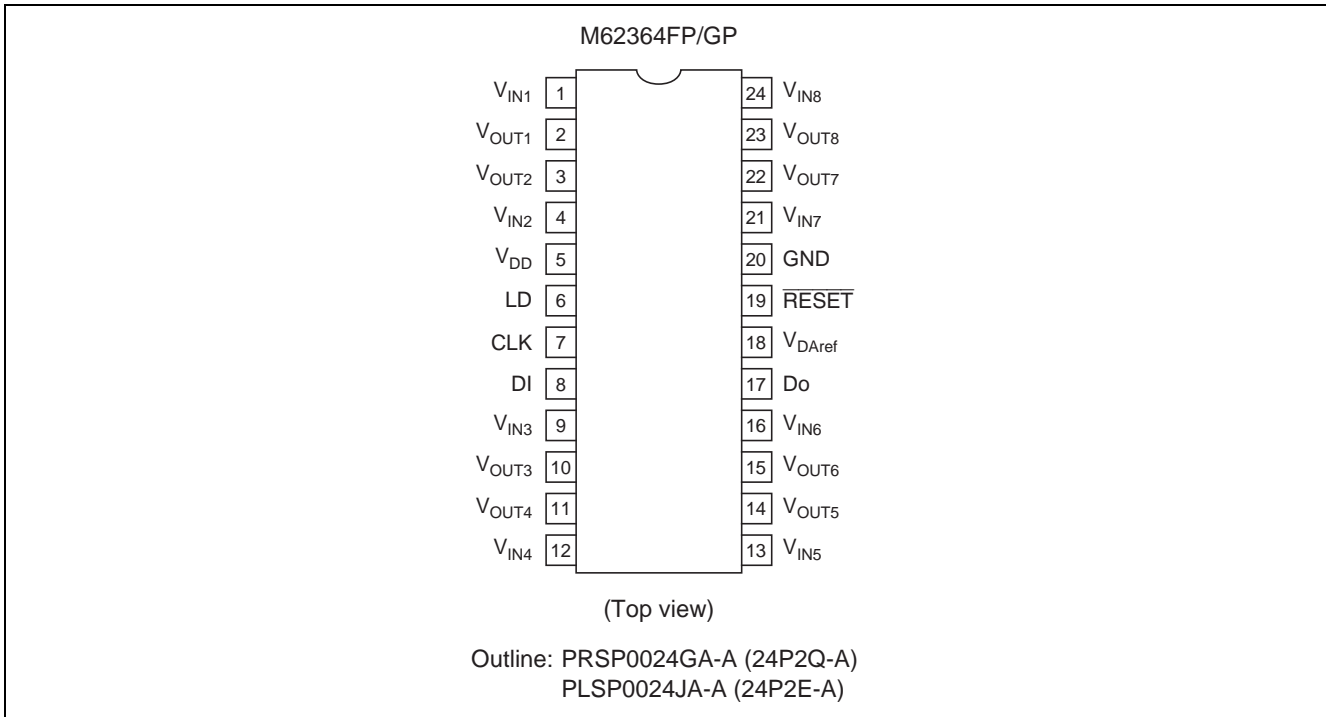 M62364FP/GP
VIN1 1 24 VIN8
VOUT1 2 23 VOUT8
VOUT2 3 22 VOUT7
VIN2 4 21 VIN7
VDD 5 20 GND
LD 6 19 RESET
CLK 7 18 VDAref
DI 8 17 Do
VIN3 9 16 VIN6
VOUT3 10 15 VOUT6
VOUT4 11 14 VOUT5
VIN4 12 13 VIN5
(Top view)
Outline: PRSP0024GA-A (24P2Q-A)
PLSP0024JA-A (24P2E-A)